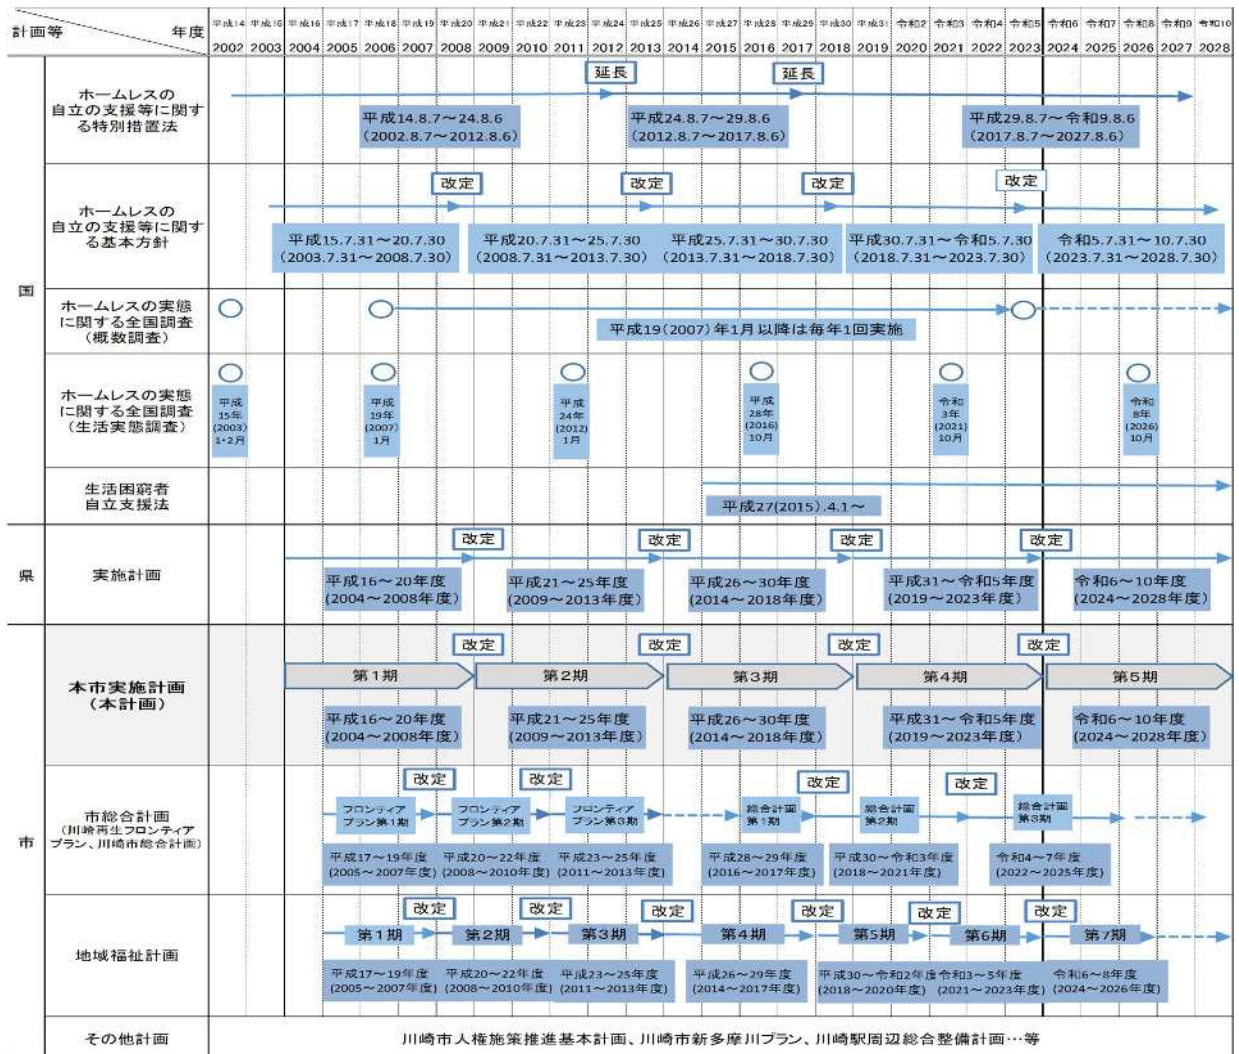 計画等 年度
平成14 平成15 平成16 平成17 平成18 平成19 平成20 平成21 平成22 平成23 平成24 平成25 平成26 平成27 平成28 平成29 平成30 平成31 令和2 令和3 令和4 令和5 令和6 令和7 令和8 令和9 令和10
2002 2003 2004 2005 2006 2007 2008 2009 2010 2011 2012 2013 2014 2015 2016 2017 2018 2019 2020 2021 2022 2023 2024 2025 2026 2027 2028
国
ホームレスの
自立の支援等に関す
る特別措置法
延長 延長
平成14.8.7～24.8.6 平成24.8.7～29.8.6 平成29.8.7～令和9.8.6
(2002.8.7～2012.8.6) (2012.8.7～2017.8.6) (2017.8.7～2027.8.6)
ホームレスの
自立の支援等に関す
る基本方針
改定 改定 改定 改定
平成15.7.31～20.7.30 平成20.7.31～25.7.30 平成25.7.31～30.7.30 平成30.7.31～令和5.7.30 令和5.7.31～10.7.30
(2003.7.31～2008.7.30) (2008.7.31～2013.7.30) (2013.7.31～2018.7.30) (2018.7.31～2023.7.30) (2023.7.31～2028.7.30)
ホームレスの実態
に関する全国調査
(概数調査)
平成19(2007)年1月以降は毎年1回実施
ホームレスの実態
に関する全国調査
(生活実態調査)
平成 平成 平成 平成 令和 令和
15年 19年 24年 28年 3年 8年
(2003) (2007) (2012) (2016) (2021) (2026)
1・2月 1月 1月 10月 10月 10月
生活困窮者
自立支援法
平成27(2015).4.1～
県
実施計画
改定 改定 改定 改定
平成16～20年度 平成21～25年度 平成26～30年度 平成31～令和5年度 令和6～10年度
(2004～2008年度) (2009～2013年度) (2014～2018年度) (2019～2023年度) (2024～2028年度)
市
本市実施計画
(本計画)
改定 改定 改定 改定
第1期 第2期 第3期 第4期 第5期
平成16～20年度 平成21～25年度 平成26～30年度 平成31～令和5年度 令和6～10年度
(2004～2008年度) (2009～2013年度) (2014～2018年度) (2019～2023年度) (2024～2028年度)
市総合計画
(川崎再生フロンティア
プラン、川崎市総合計画)
改定 改定 改定 改定
フロンティア フロンティア フロンティア 総合計画 総合計画 総合計画
プラン第1期 プラン第2期 プラン第3期 第1期 第2期 第3期
平成17～19年度 平成20～22年度 平成23～25年度 平成28～29年度 平成30～令和3年度 令和4～7年度
(2005～2007年度) (2008～2010年度) (2011～2013年度) (2016～2017年度) (2018～2021年度) (2022～2025年度)
地域福祉計画
改定 改定 改定 改定 改定 改定
第1期 第2期 第3期 第4期 第5期 第6期 第7期
平成17～19年度 平成20～22年度 平成23～25年度 平成26～29年度 平成30～令和2年度 令和3～5年度 令和6～8年度
(2005～2007年度) (2008～2010年度) (2011～2013年度) (2014～2017年度) (2018～2020年度) (2021～2023年度) (2024～2026年度)
その他計画
川崎市人権施策推進基本計画、川崎市新多摩川プラン、川崎駅周辺総合整備計画…等